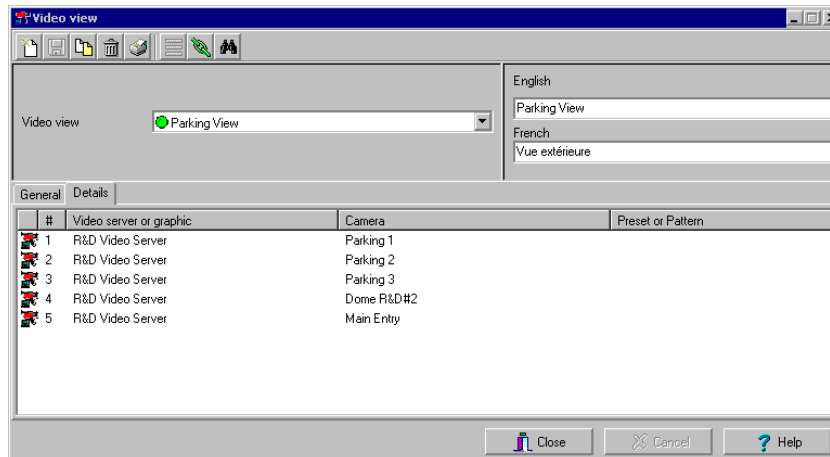 Video view
English
Parking View
Video view Parking View
French
Vue extérieure
General Details
# Video server or graphic Camera Preset or Pattern
1 R&D Video Server Parking 1
2 R&D Video Server Parking 2
3 R&D Video Server Parking 3
4 R&D Video Server Dome R&D#2
5 R&D Video Server Main Entry
Close Cancel ? Help